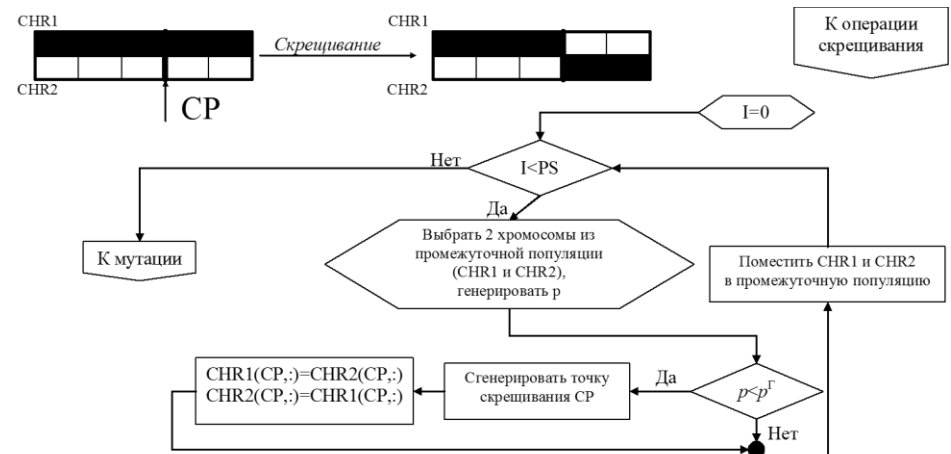 CHR1
Скрещивание
CHR2
CP
CHR1
CHR2
К операции
скрещивания
I=0
I<PS
Нет
Да
К мутации
Выбрать 2 хромосомы из
промежуточной популяции
(CHR1 и CHR2),
генерировать p
Поместить CHR1 и CHR2
в промежуточную популяцию
p<pᴦ
Да
Нет
Сгенерировать точку
скрещивания CP
CHR1(CP,:)=CHR2(CP,:)
CHR2(CP,:)=CHR1(CP,:)